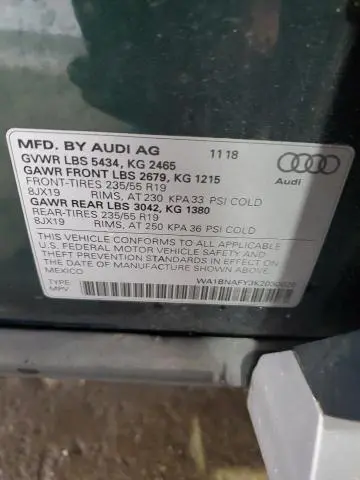 MFD. BY AUDI AG 11 18
GVWR LBS 5434, KG 2465
GAWR FRONT LBS 2679, KG 1215
FRONT-TIRES 235/55 R19
8JX19 RIMS, AT 230 KPA 33 PSI COLD
GAWR REAR LBS 3042, KG 1380
REAR-TIRES 235/55 R19
8JX19 RIMS, AT 250 KPA 36 PSI COLD
Audi
THIS VEHICLE CONFORMS TO ALL APPLICABLE
U.S. FEDERAL MOTOR VEHICLE SAFETY, BUMPER AND
THEFT PREVENTION STANDARDS IN EFFECT ON
THE DATE OF MANUFACTURE SHOWN ABOVE
MEXICO
TYPE:
MPV